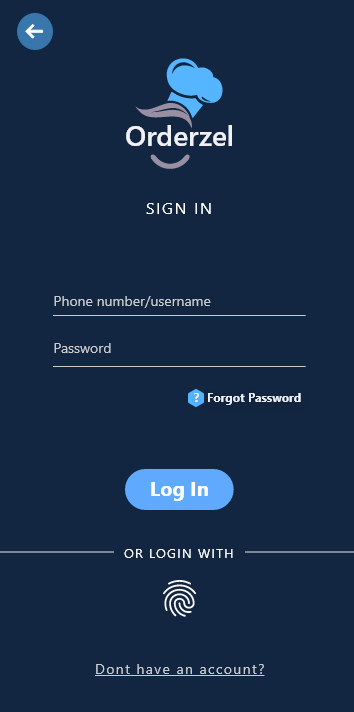 Orderzel
SIGN IN
Phone number/username
Password
? Forgot Password
Log In
OR LOGIN WITH
Dont have an account?